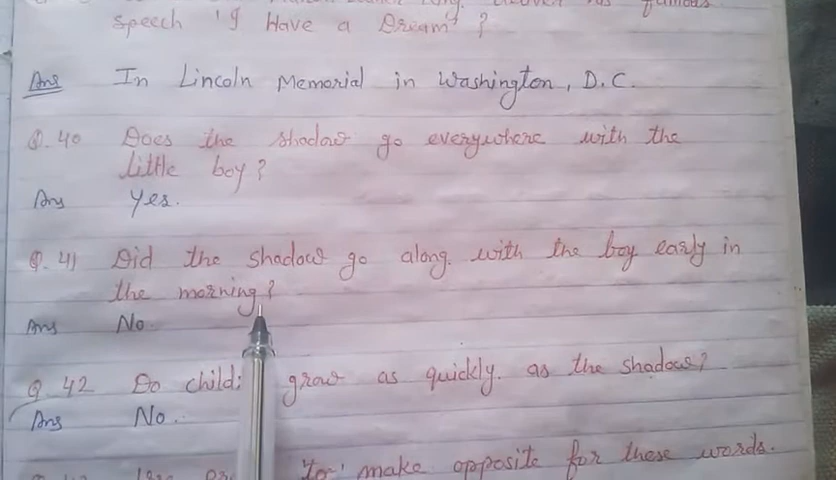 speech 'I Have a Dream' ?
Ans In Lincoln Memorial in Washington, D.C.
Q.40 Does the shadow go everywhere with the
little boy?
Ans Yes.
Q.41 Did the shadow go along with the boy early in
the morning?
Ans No.
Q.42 Do grow as quickly as the shadow?
Ans No.
'In' make opposite for these words.